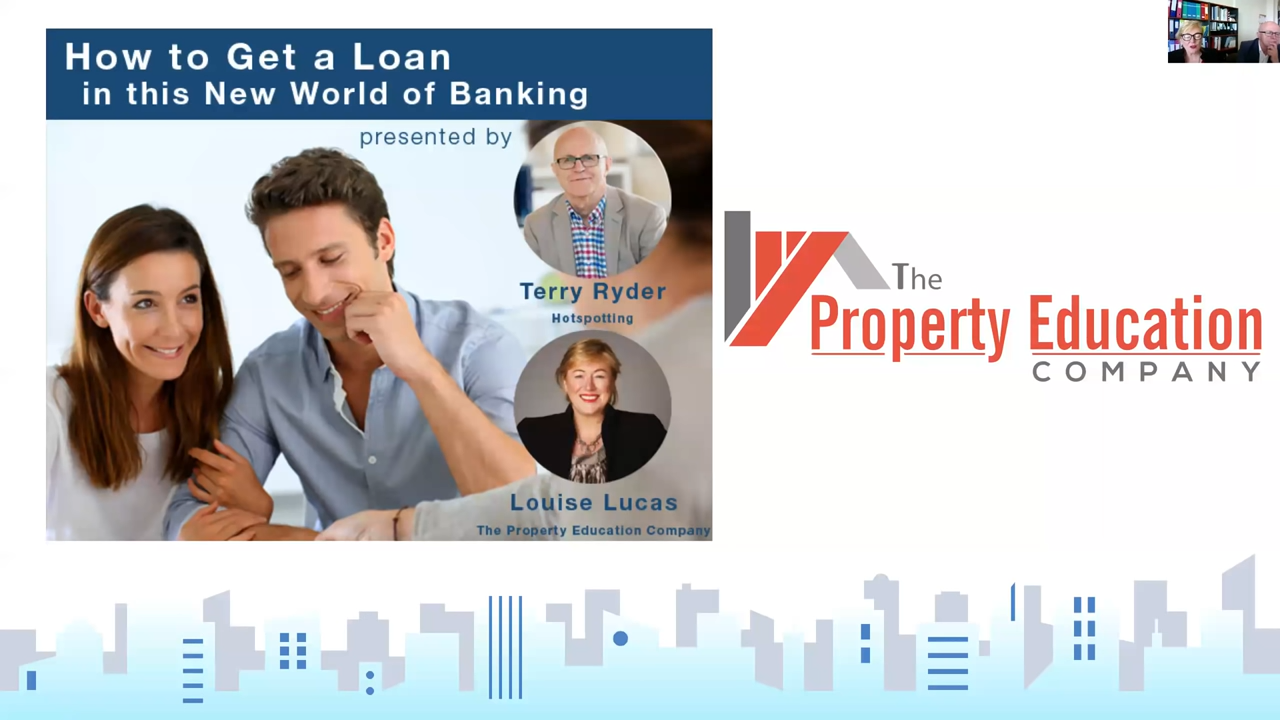 How to Get a Loan
in this New World of Banking
presented by
Terry Ryder
Hotspotting
Louise Lucas
The Property Education Company
The
Property Education
COMPANY